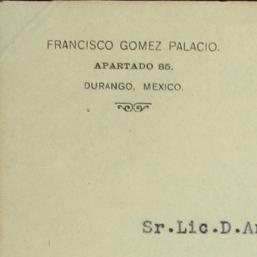 FRANCISCO GOMEZ PALACIO.
APARTADO 85.
DURANGO, MEXICO.
Sr.Lic.D.